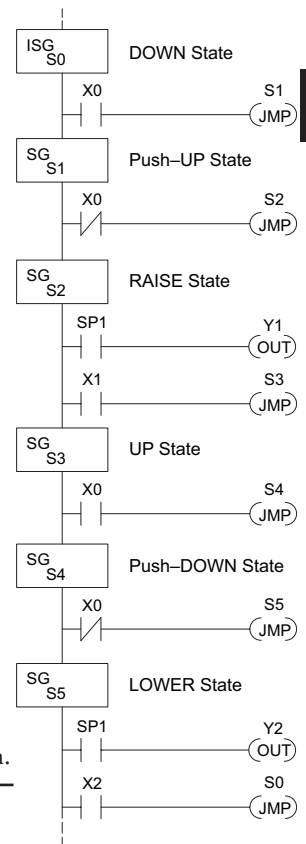 ISG
S0
DOWN State
X0
S1
JMP
SG
S1
Push–UP State
X0
S2
JMP
SG
S2
RAISE State
SP1
Y1
OUT
X1
S3
JMP
SG
S3
UP State
X0
S4
JMP
SG
S4
Push–DOWN State
X0
S5
JMP
SG
S5
LOWER State
SP1
Y2
OUT
X2
S0
JMP